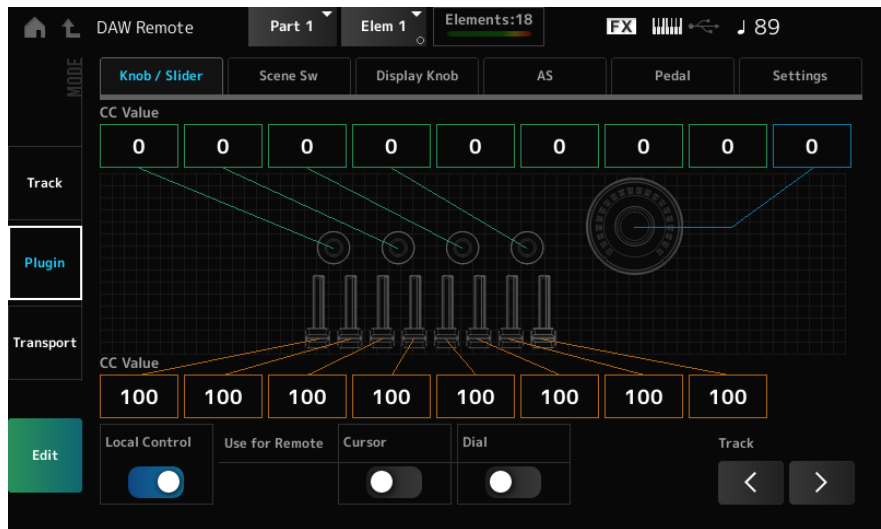 DAW Remote Part 1 Elem 1 Elements:18 FX 89
MODE
Knob / Slider Scene Sw Display Knob AS Pedal Settings
CC Value
0 0 0 0 0 0 0 0 0
Track
Plugin
Transport
CC Value
100 100 100 100 100 100 100 100
Edit
Local Control Use for Remote Cursor Dial Track